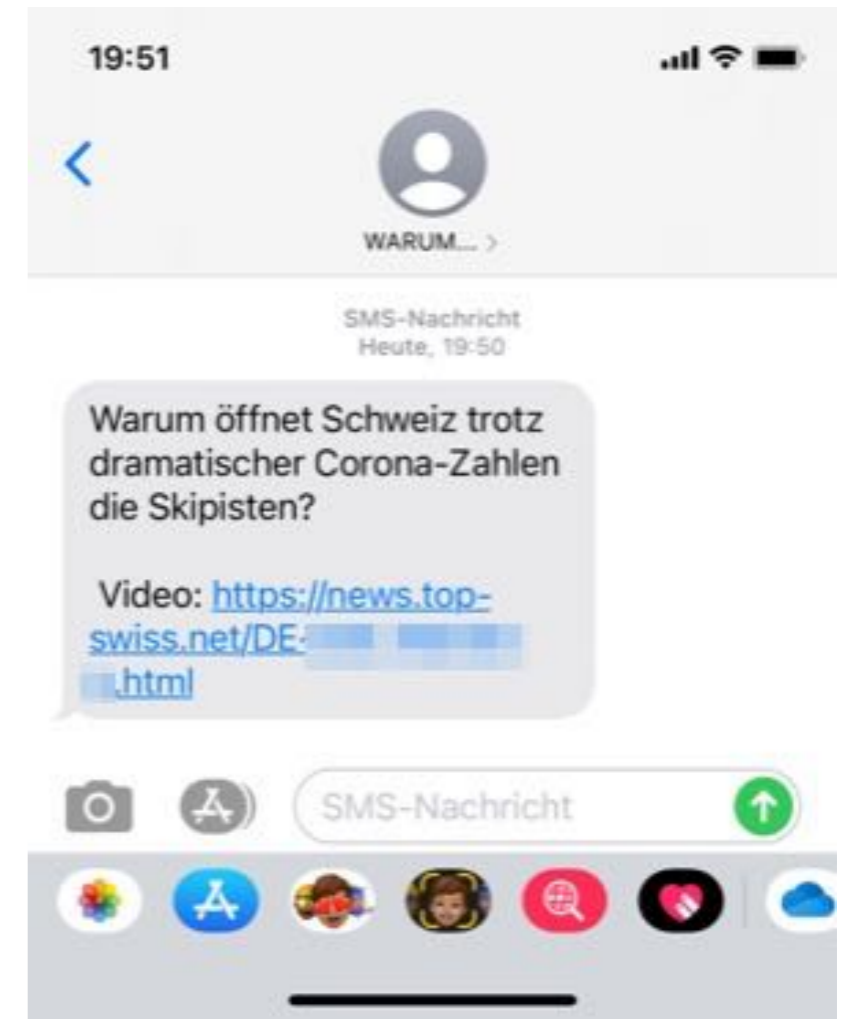 19:51
WARUM... >
SMS-Nachricht
Heute, 19:50
Warum öffnet Schweiz trotz
dramatischer Corona-Zahlen
die Skipisten?
Video: https://news.top-
swiss.net/DE-
.html
SMS-Nachricht